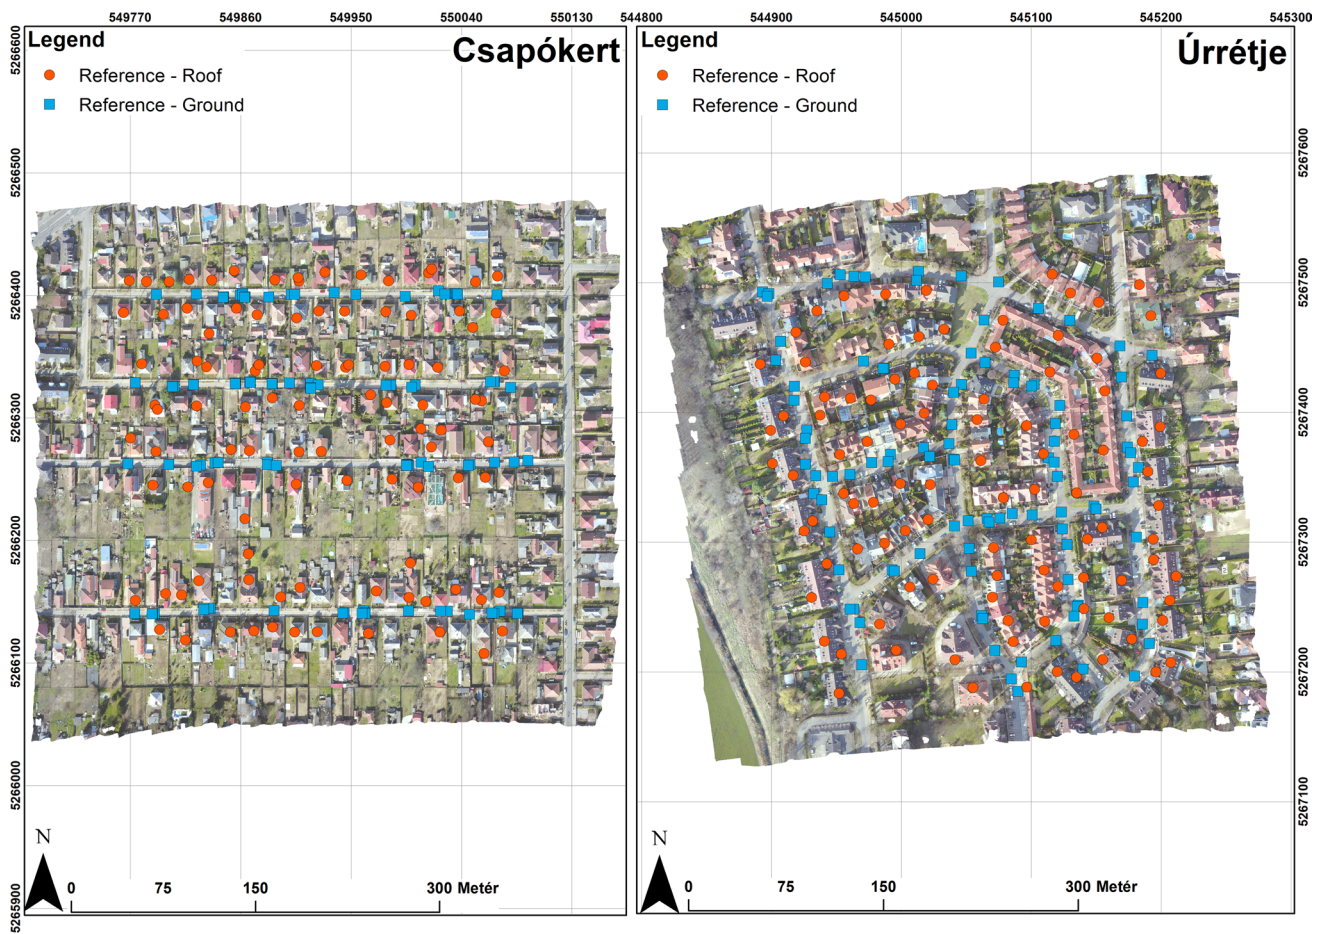 549770 549860 549950 550040 550130
544800 544900 545000 545100 545200 545300
Legend
Csapókert
Reference - Roof
Reference - Ground
Legend
Úrrétje
Reference - Roof
Reference - Ground
5266600
5266500
5266400
5266300
5266200
5266100
5266000
5265900
5267600
5267500
5267400
5267300
5267200
5267100
N
0 75 150 300 Metér
N
0 75 150 300 Metér